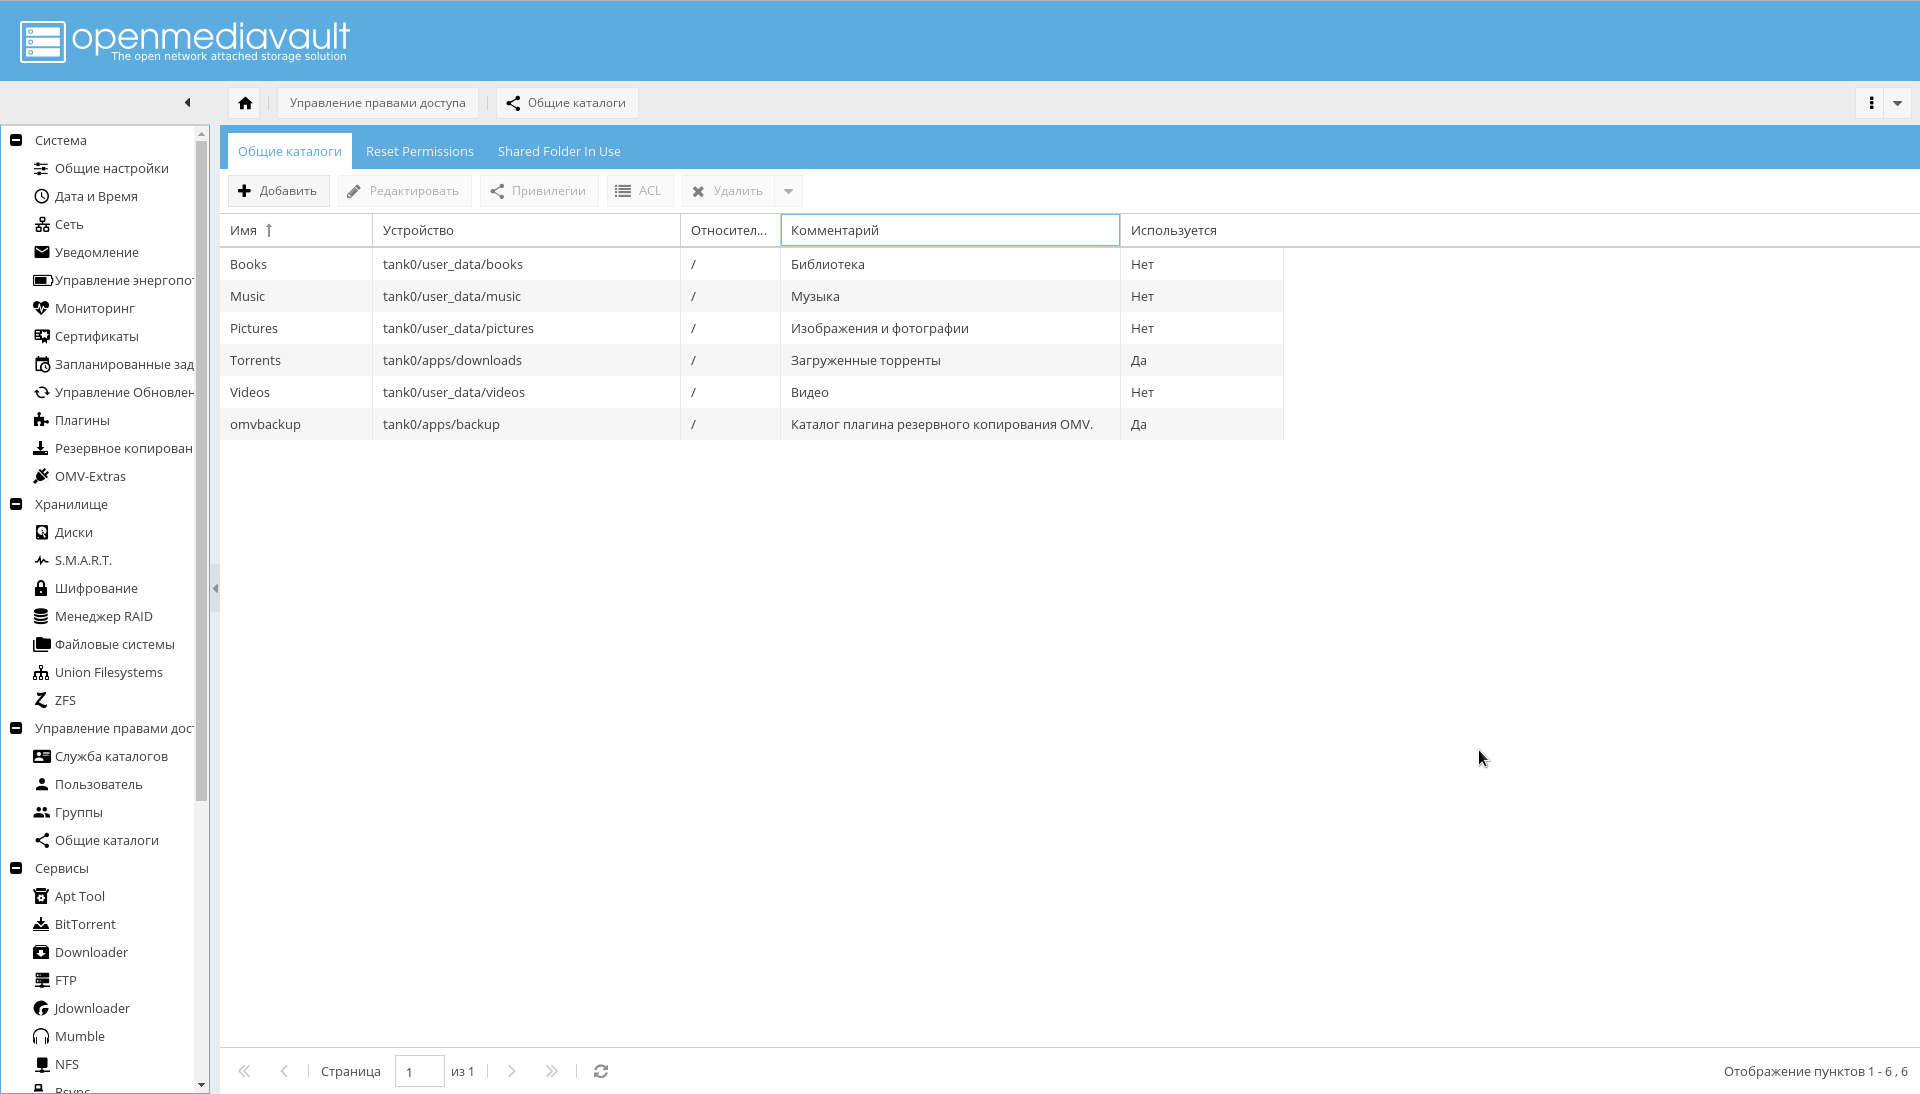 openmediavault
The open network attached storage solution
Управление правами доступа
Общие каталоги
Система
Общие настройки
Дата и Время
Сеть
Уведомление
Управление энергопот
Мониторинг
Сертификаты
Запланированные зад
Управление Обновлен
Плагины
Резервное копирован
OMV-Extras
Хранилище
Диски
S.M.A.R.T.
Шифрование
Менеджер RAID
Файловые системы
Union Filesystems
ZFS
Управление правами дост
Служба каталогов
Пользователь
Группы
Общие каталоги
Сервисы
Apt Tool
BitTorrent
Downloader
FTP
Jdownloader
Mumble
NFS
Rsync
Общие каталоги Reset Permissions Shared Folder In Use
Добавить Редактировать Привилегии ACL Удалить
Имя Устройство Относител... Комментарий Используется
Books tank0/user_data/books / Библиотека Нет
Music tank0/user_data/music / Музыка Нет
Pictures tank0/user_data/pictures / Изображения и фотографии Нет
Torrents tank0/apps/downloads / Загруженные торренты Да
Videos tank0/user_data/videos / Видео Нет
omvbackup tank0/apps/backup / Каталог плагина резервного копирования OMV. Да
Страница 1 из 1
Отображение пунктов 1 - 6 , 6